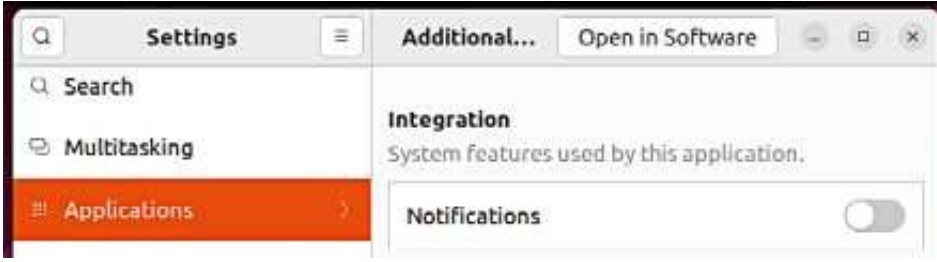 Settings
Additional...
Open in Software
Search
Multitasking
Applications
Integration
System features used by this application.
Notifications